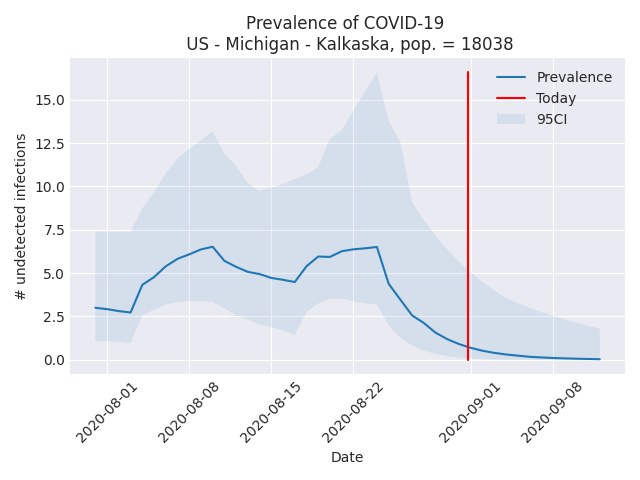 Prevalence of COVID-19
US - Michigan - Kalkaska, pop. = 18038
Prevalence
Today
95CI
# undetected infections
15.0
12.5
10.0
7.5
5.0
2.5
0.0
2020-08-01
2020-08-08
2020-08-15
2020-08-22
2020-09-01
2020-09-08
Date